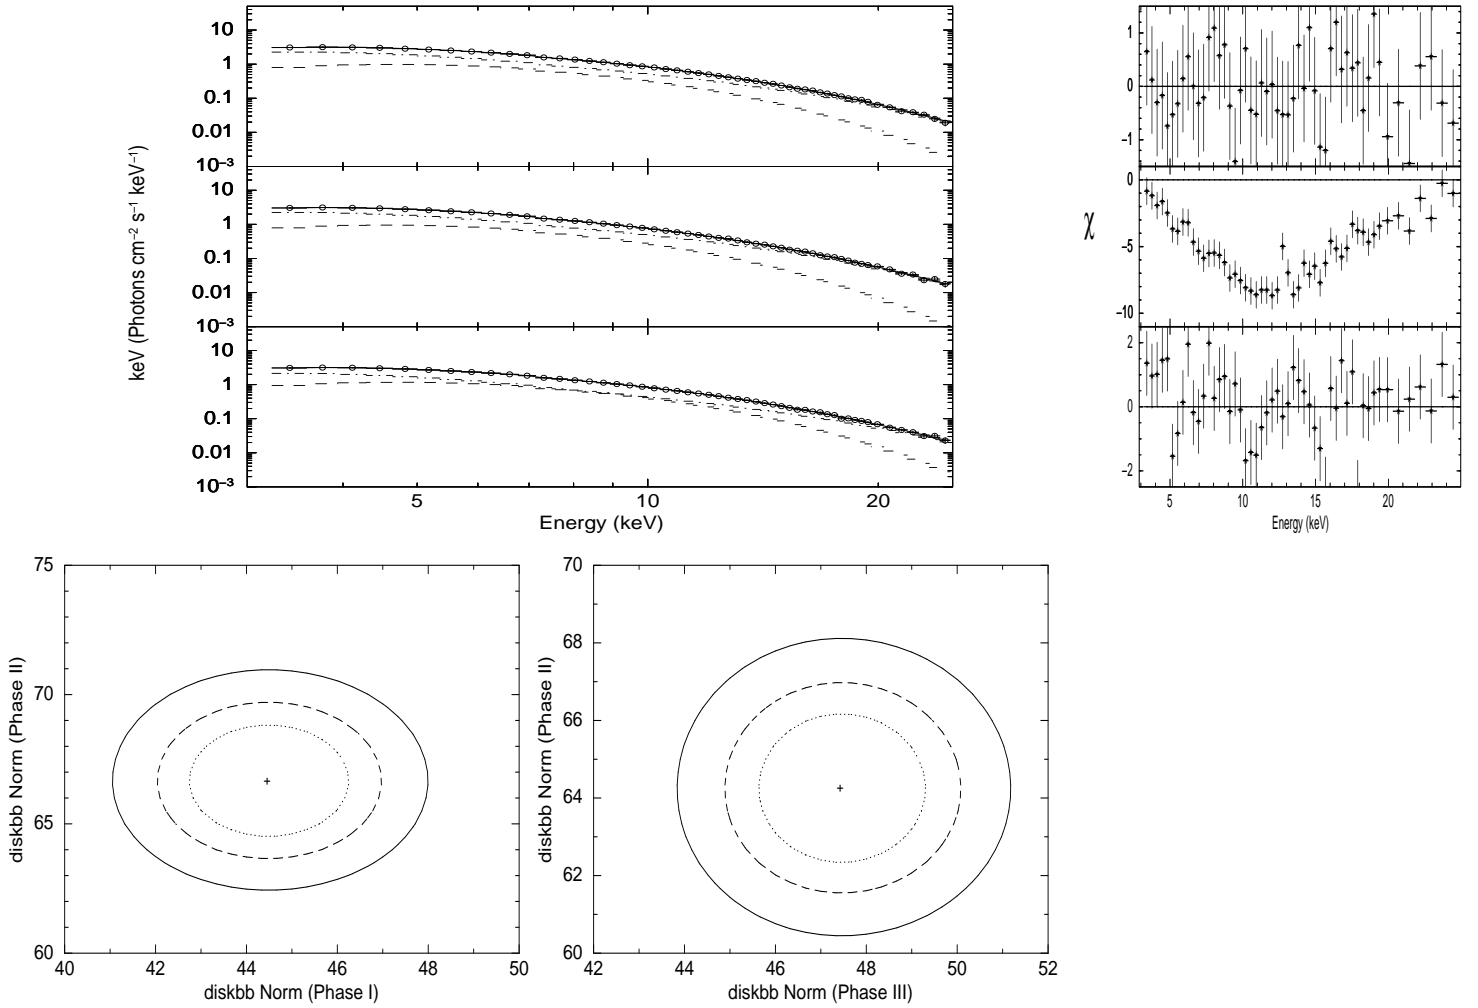 keV (Photons cm⁻² s⁻¹ keV⁻¹)
10
1
0.1
0.01
10⁻³
10
1
0.1
0.01
10⁻³
10
1
0.1
0.01
10⁻³
5 10 20
Energy (keV)
χ
1
0
−1
0
−5
−10
2
0
−2
5 10 15 20
Energy (keV)
diskbb Norm (Phase II)
75
70
65
60
40 42 44 46 48 50
diskbb Norm (Phase I)
diskbb Norm (Phase II)
70
68
66
64
62
60
42 44 46 48 50 52
diskbb Norm (Phase III)